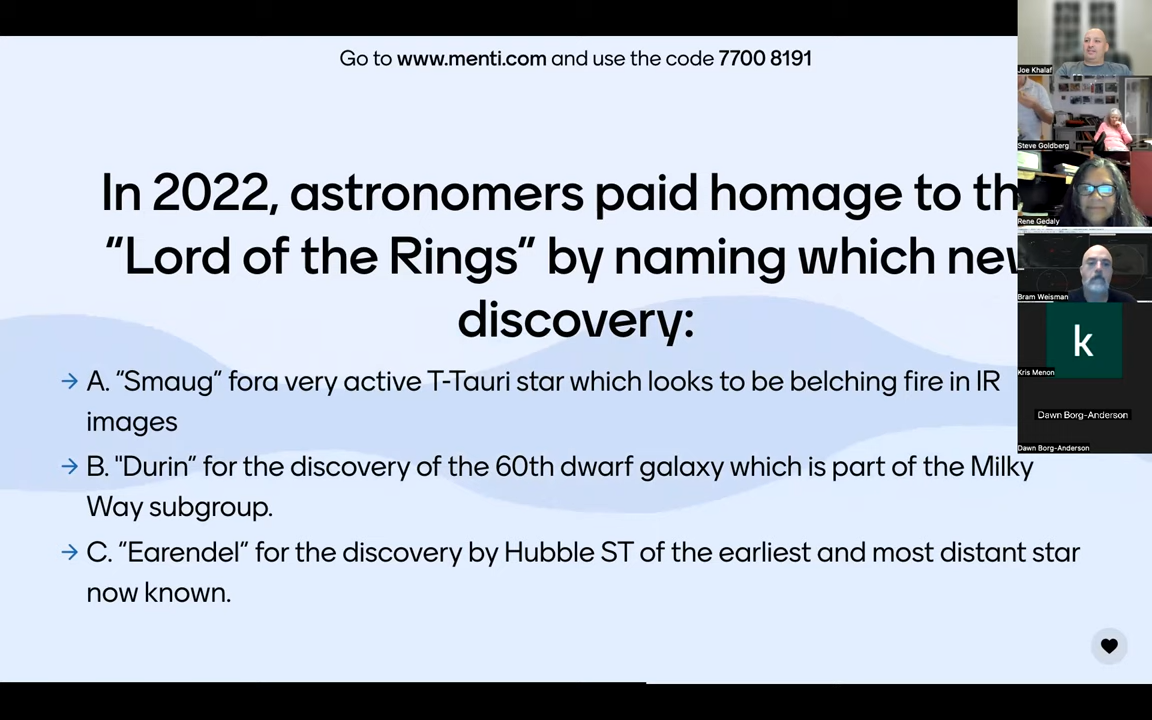 Go to www.menti.com and use the code 7700 8191
In 2022, astronomers paid homage to th
“Lord of the Rings” by naming which nev
discovery:
→ A. “Smaug” fora very active T-Tauri star which looks to be belching fire in IR
images
→ B. "Durin” for the discovery of the 60th dwarf galaxy which is part of the Milky
Way subgroup.
→ C. “Earendel” for the discovery by Hubble ST of the earliest and most distant star
now known.
Joe Khalaf
Steve Goldberg
Rene Gedaly
Bram Weisman
k
Kris Menon
Dawn Borg-Anderson
Dawn Borg-Anderson